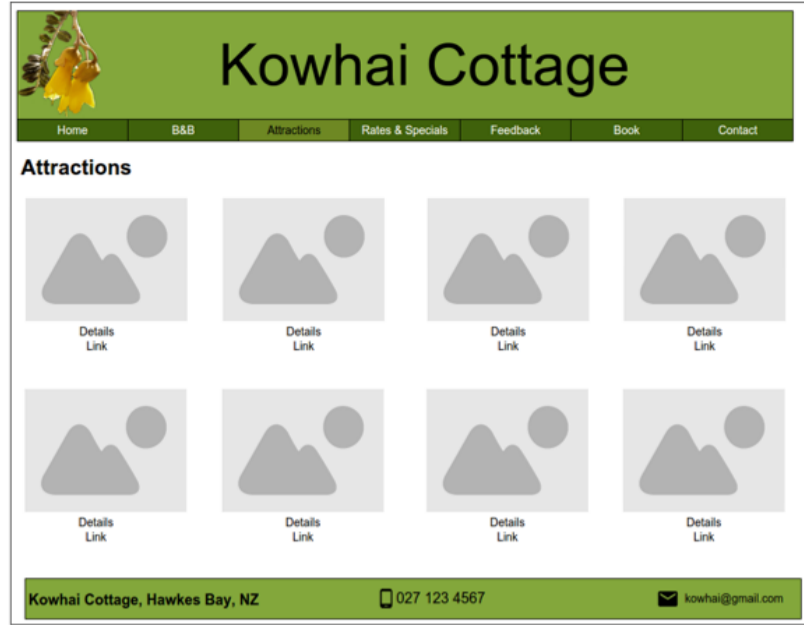 Kowhai Cottage
Home B&B Attractions Rates & Specials Feedback Book Contact
Attractions
Details Details Details Details
Link Link Link Link
Details Details Details Details
Link Link Link Link
Kowhai Cottage, Hawkes Bay, NZ 027 123 4567 kowhai@gmail.com